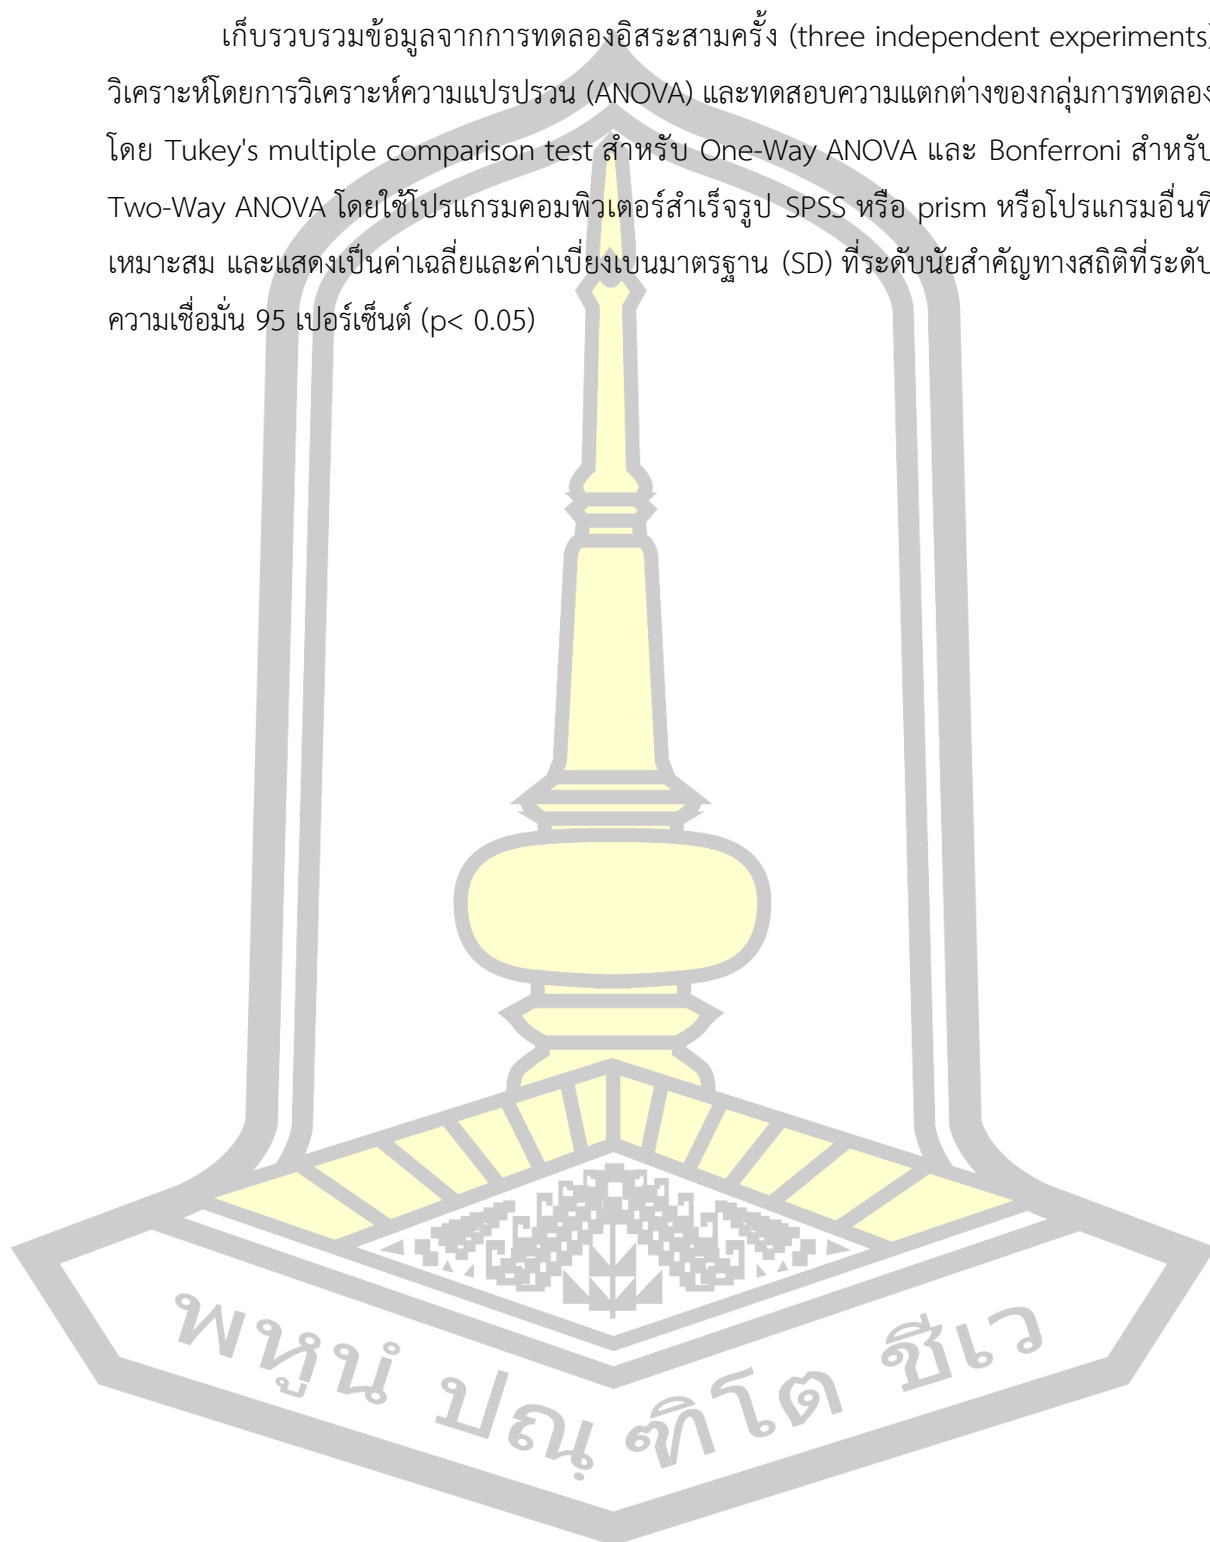 เก็บรวบรวมข้อมูลจากการทดลองอิสระสามครั้ง (three independent experiments)
วิเคราะห์โดยการวิเคราะห์ความแปรปรวน (ANOVA) และทดสอบความแตกต่างของกลุ่มการทดลอง
โดย Tukey's multiple comparison test สำหรับ One-Way ANOVA และ Bonferroni สำหรับ
Two-Way ANOVA โดยใช้โปรแกรมคอมพิวเตอร์สำเร็จรูป SPSS หรือ prism หรือโปรแกรมอื่นที่
เหมาะสม และแสดงเป็นค่าเฉลี่ยและค่าเบี่ยงเบนมาตรฐาน (SD) ที่ระดับนัยสำคัญทางสถิติที่ระดับ
ความเชื่อมั่น 95 เปอร์เซ็นต์ (p< 0.05)
พหูนํ ปณฺฑิโต ชีเว